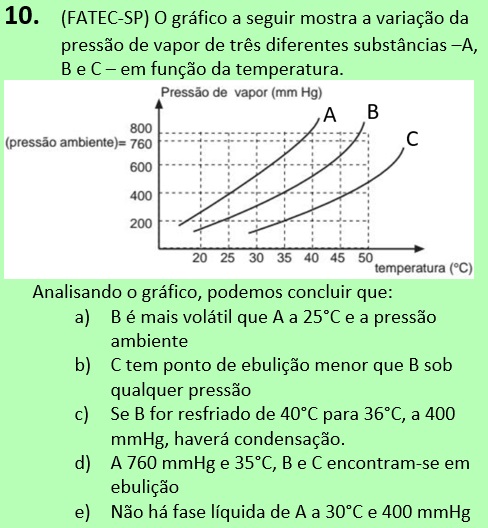 10. (FATEC-SP) O gráfico a seguir mostra a variação da
pressão de vapor de três diferentes substâncias –A,
B e C – em função da temperatura.
Pressão de vapor (mm Hg)
A
B
C
800
(pressão ambiente)= 760
600
400
200
20 25 30 35 40 45 50
temperatura (°C)
Analisando o gráfico, podemos concluir que:
a) B é mais volátil que A a 25°C e a pressão
ambiente
b) C tem ponto de ebulição menor que B sob
qualquer pressão
c) Se B for resfriado de 40°C para 36°C, a 400
mmHg, haverá condensação.
d) A 760 mmHg e 35°C, B e C encontram-se em
ebulição
e) Não há fase líquida de A a 30°C e 400 mmHg